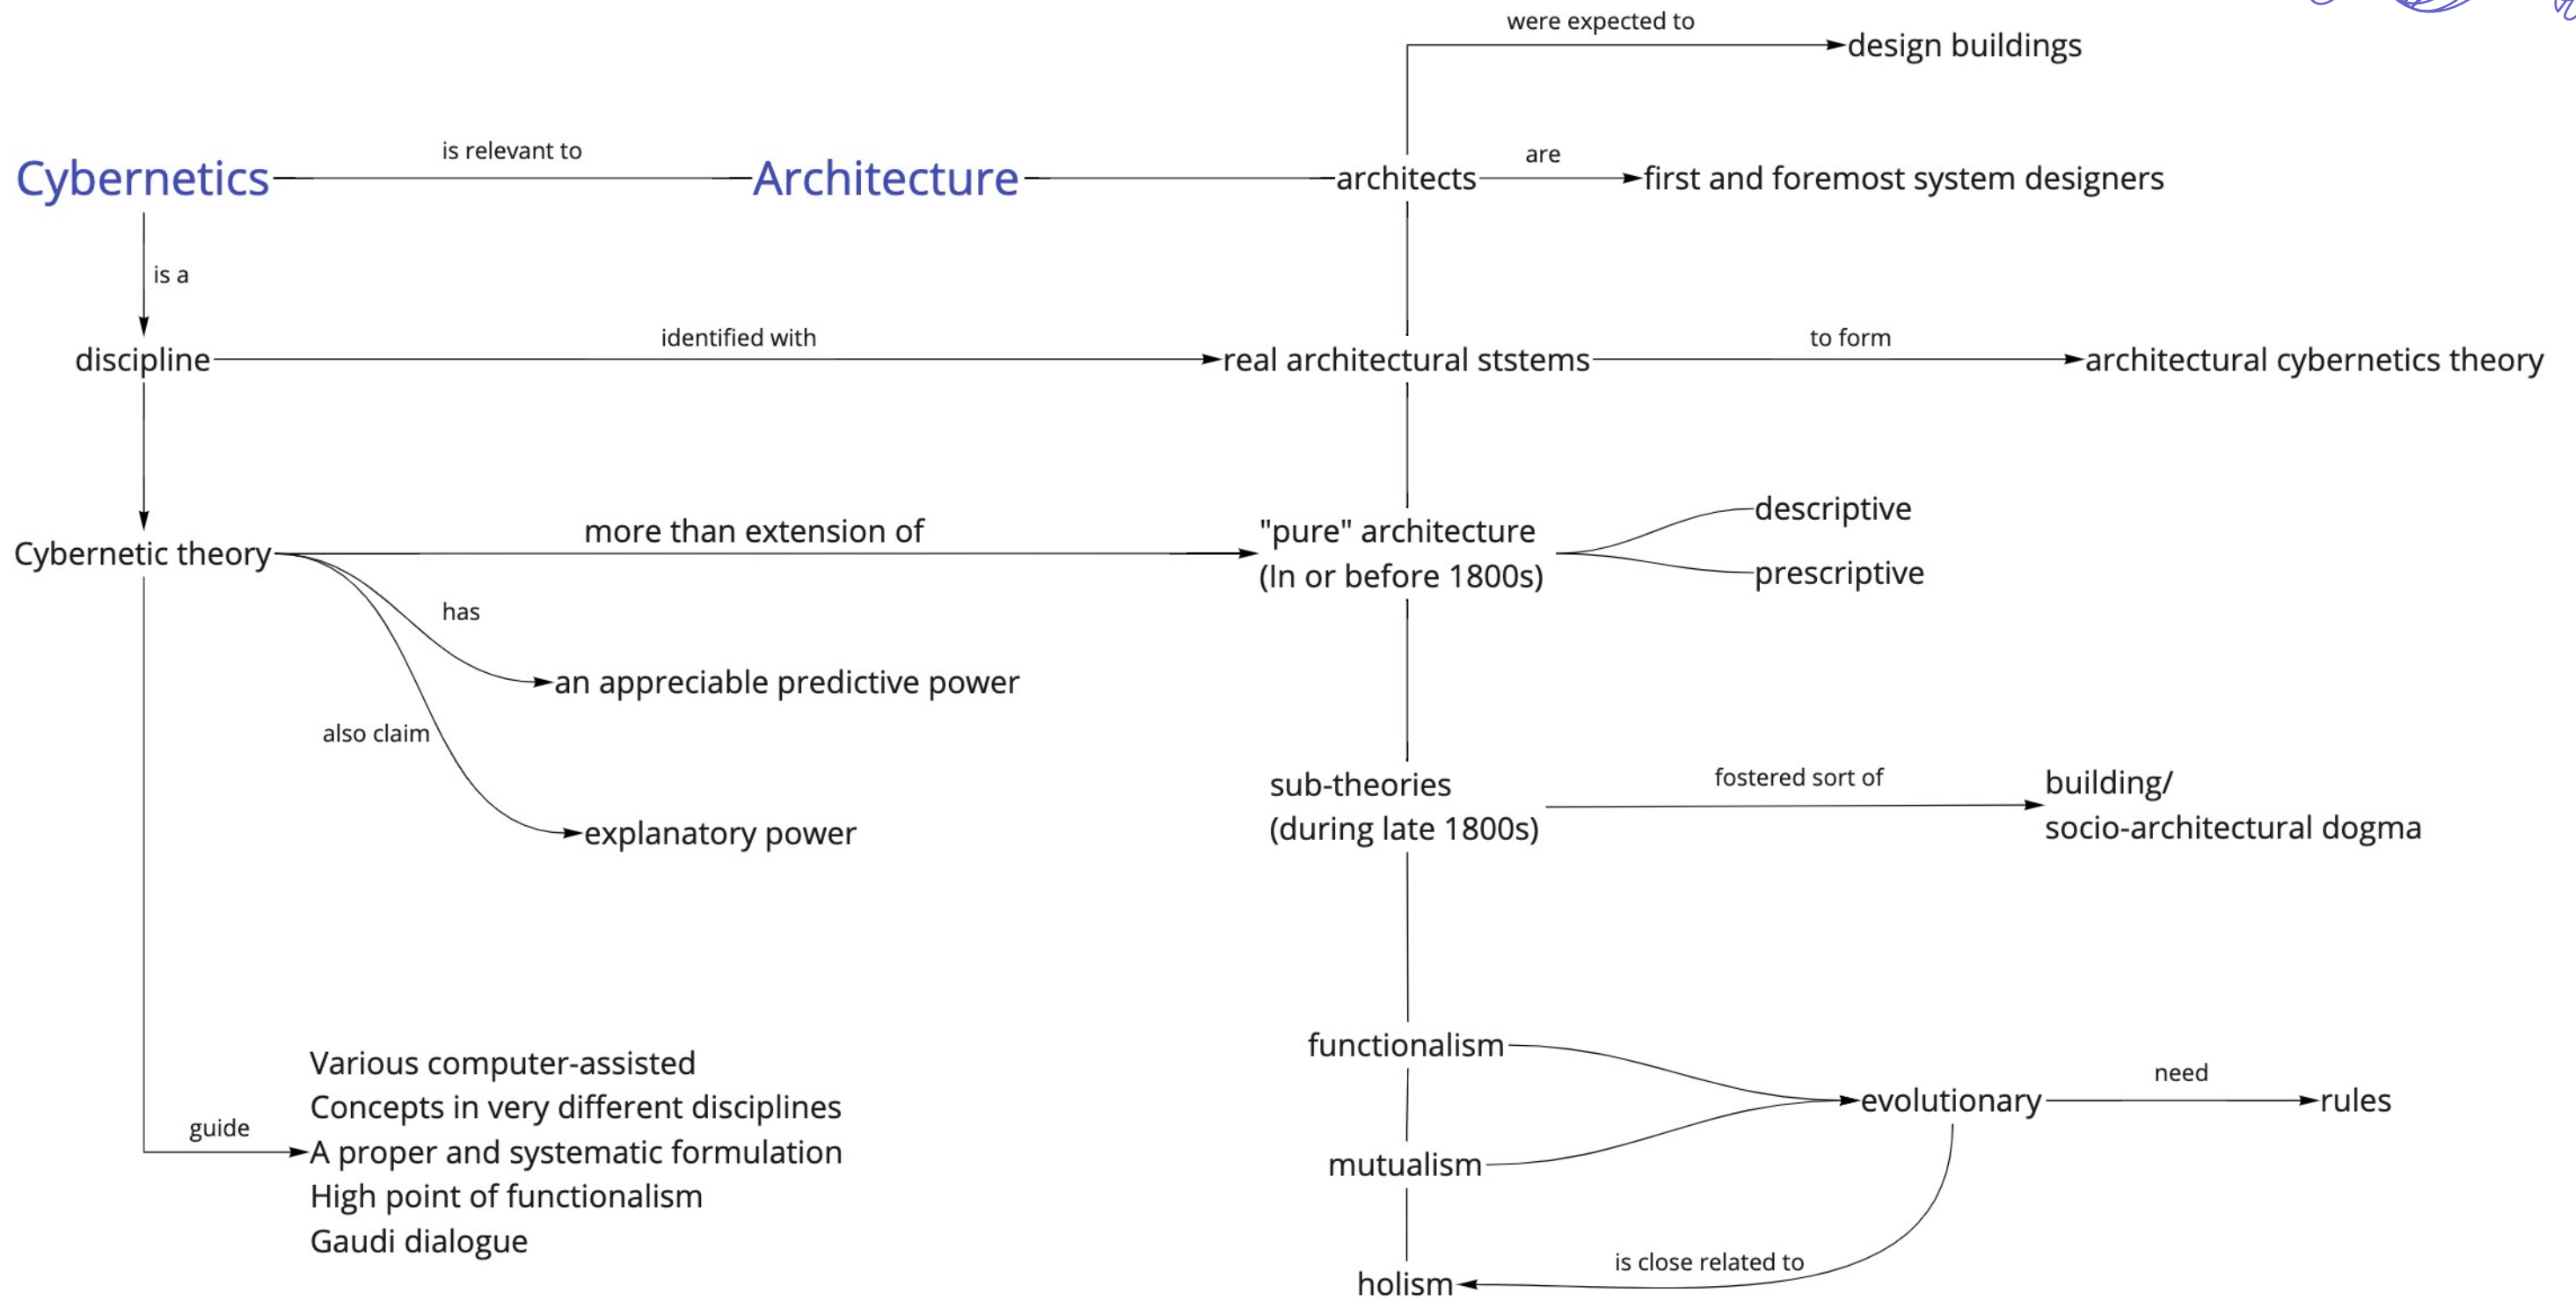 were expected to
design buildings
Cybernetics
is relevant to
Architecture
architects
are
first and foremost system designers
is a
discipline
identified with
real architectural ststems
to form
architectural cybernetics theory
Cybernetic theory
more than extension of
"pure" architecture
(In or before 1800s)
descriptive
prescriptive
has
an appreciable predictive power
also claim
explanatory power
sub-theories
(during late 1800s)
fostered sort of
building/
socio-architectural dogma
guide
Various computer-assisted
Concepts in very different disciplines
A proper and systematic formulation
High point of functionalism
Gaudi dialogue
functionalism
mutualism
evolutionary
need
rules
is close related to
holism